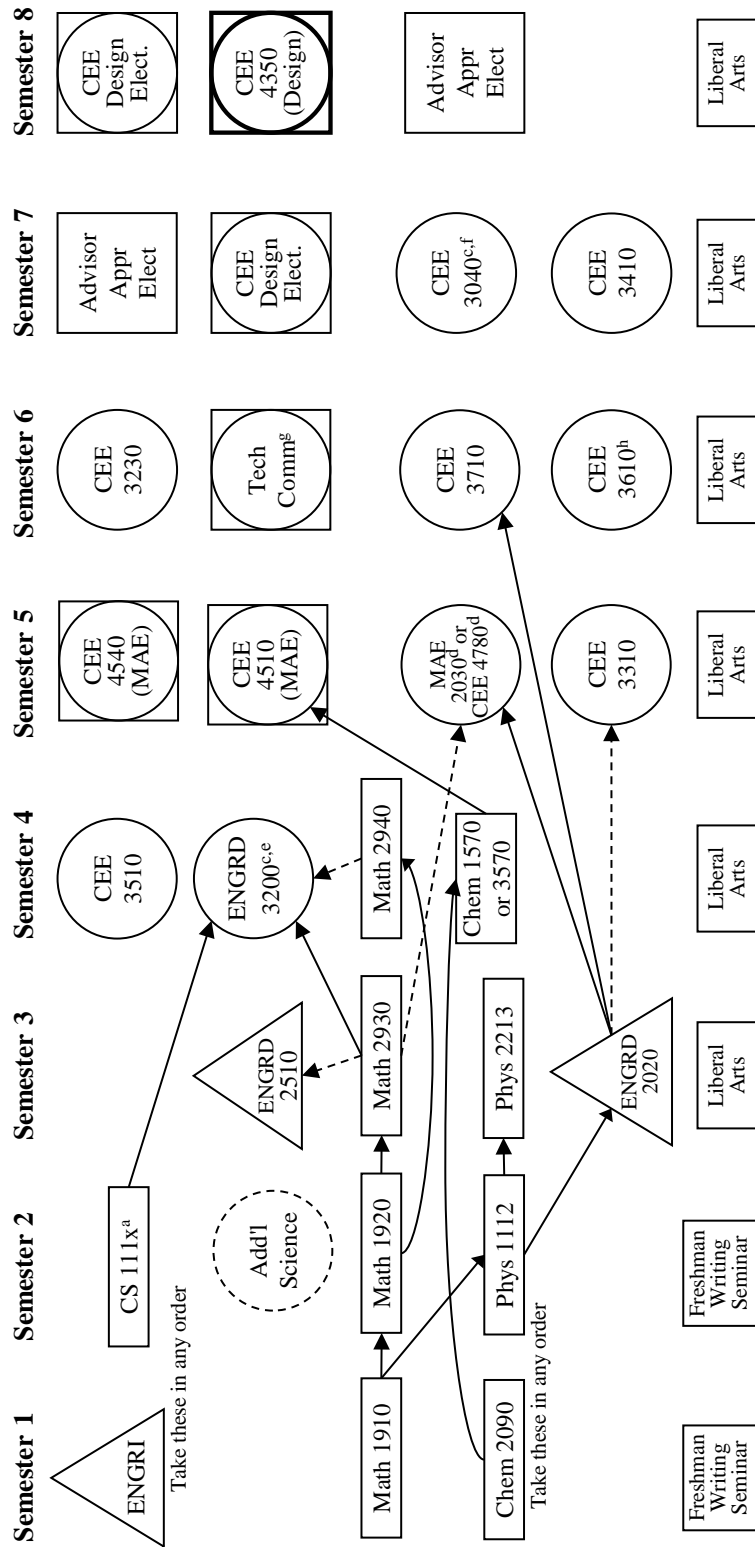 Semester 1
ENGRI
Take these in any order
Math 1910
Chem 2090
Take these in any order
Freshman
Writing
Seminar
Semester 2
CS 111xᵃ
Add'l
Science
Math 1920
Phys 1112
Freshman
Writing
Seminar
Semester 3
ENGRD
2510
Math 2930
Phys 2213
ENGRD
2020
Liberal
Arts
Semester 4
CEE
3510
ENGRD
3200ᶜ,ᵉ
Math 2940
Chem 1570
or 3570
Liberal
Arts
Semester 5
CEE
4540
(MAE)
CEE
4510
(MAE)
MAE
2030ᵈ or
CEE 4780ᵈ
CEE
3310
Liberal
Arts
Semester 6
CEE
3230
Tech
Commᵍ
CEE
3710
CEE
3610ʰ
Liberal
Arts
Semester 7
Advisor
Appr
Elect
CEE
Design
Elect.
CEE
3040ᶜ,ᶠ
CEE
3410
Liberal
Arts
Semester 8
CEE
Design
Elect.
CEE
4350
(Design)
Advisor
Appr
Elect
Liberal
Arts